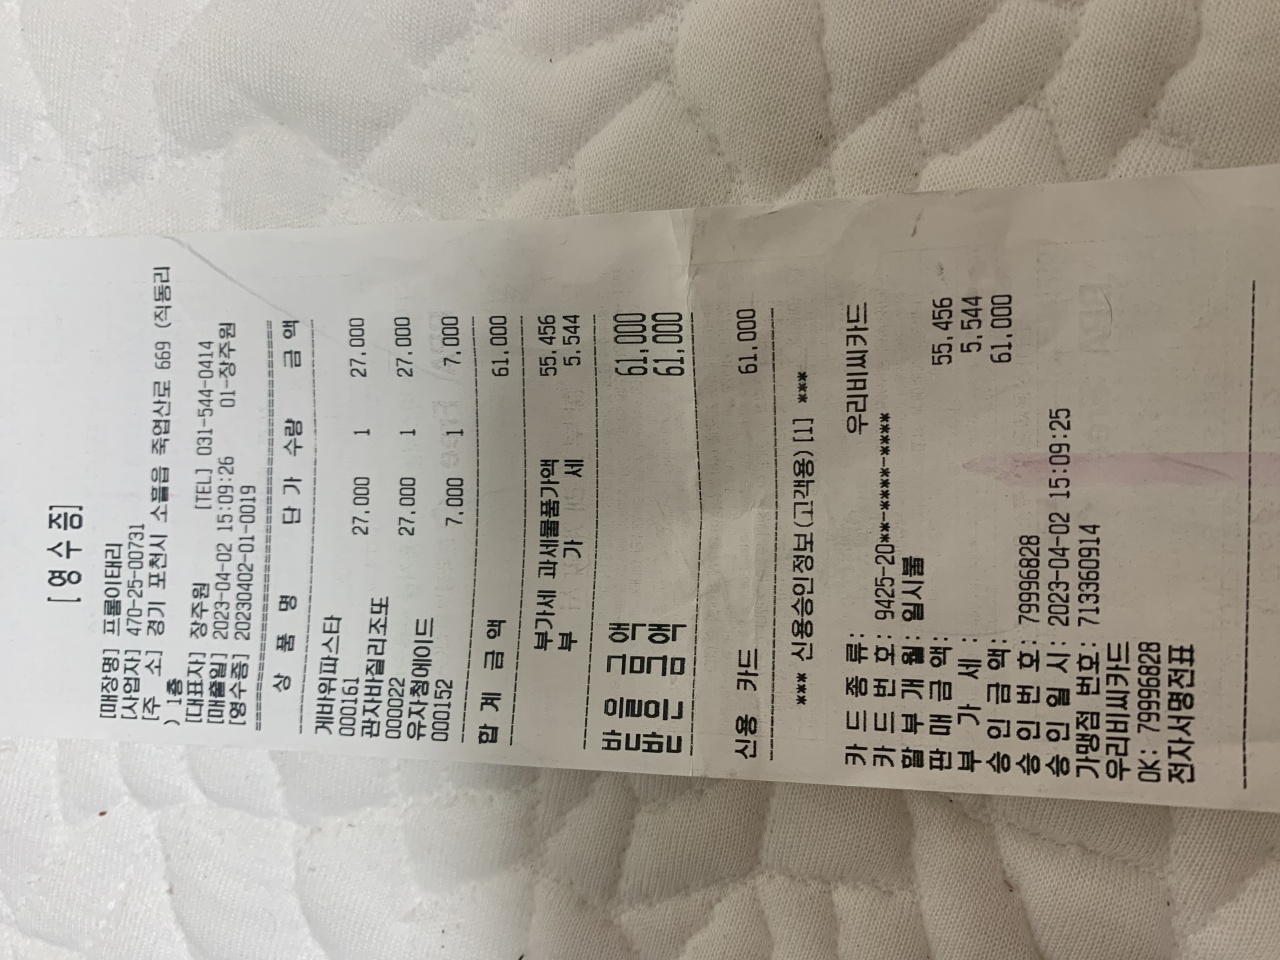 [영 수 증]
[매장명] 프롬이태리
[사업자] 470-25-00731
[주 소] 경기 포천시 소흘읍 죽엽산로 669 (직동리
) 1층
[대표자] 장주원 [TEL] 031-544-0414
[매출일] 2023-04-02 15:09:26 01-장주원
[영수증] 20230402-01-0019
상 품 명 단 가 수량 금 액
게바위파스타
000161 27,000 1 27,000
판자바질리조또
000022 27,000 1 27,000
유자청에이드
000152 7,000 1 7,000
합 계 금 액 61,000
부가세 과세물품가액 55,456
부 가 세 5,544
받을금액 61,000
받은금액 61,000
신용 카드 61,000
*** 신용승인정보(고객용) [1] ***
카 드 종 류: 우리비씨카드
카 드 번 호: 9425-20**-****-****
할 부 개 월: 일시불
판 매 금 액: 55,456
부 가 세: 5,544
승 인 금 액: 61,000
승 인 번 호: 79996828
승 인 일 시: 2023-04-02 15:09:25
가맹점 번호: 713360914
우리비씨카드
OK: 79996828
전자서명전표